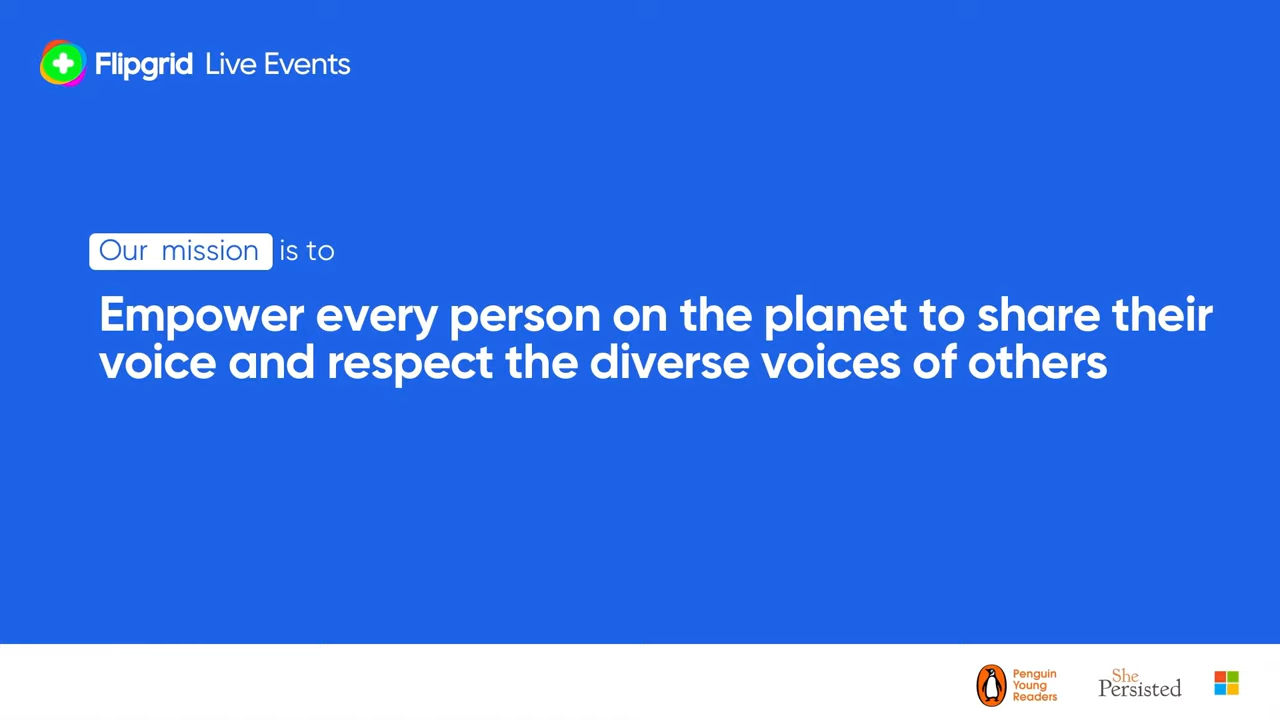 Flipgrid Live Events
Our mission is to
Empower every person on the planet to share their
voice and respect the diverse voices of others
Penguin
Young
Readers
She
Persisted